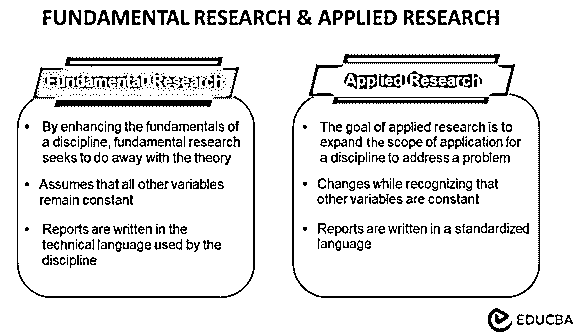 FUNDAMENTAL RESEARCH & APPLIED RESEARCH
Fundamental Research
• By enhancing the fundamentals of
a discipline, fundamental research
seeks to do away with the theory
• Assumes that all other variables
remain constant
• Reports are written in the
technical language used by the
discipline
Applied Research
• The goal of applied research is to
expand the scope of application for
a discipline to address a problem
• Changes while recognizing that
other variables are constant
• Reports are written in a standardized
language
EDUCBA